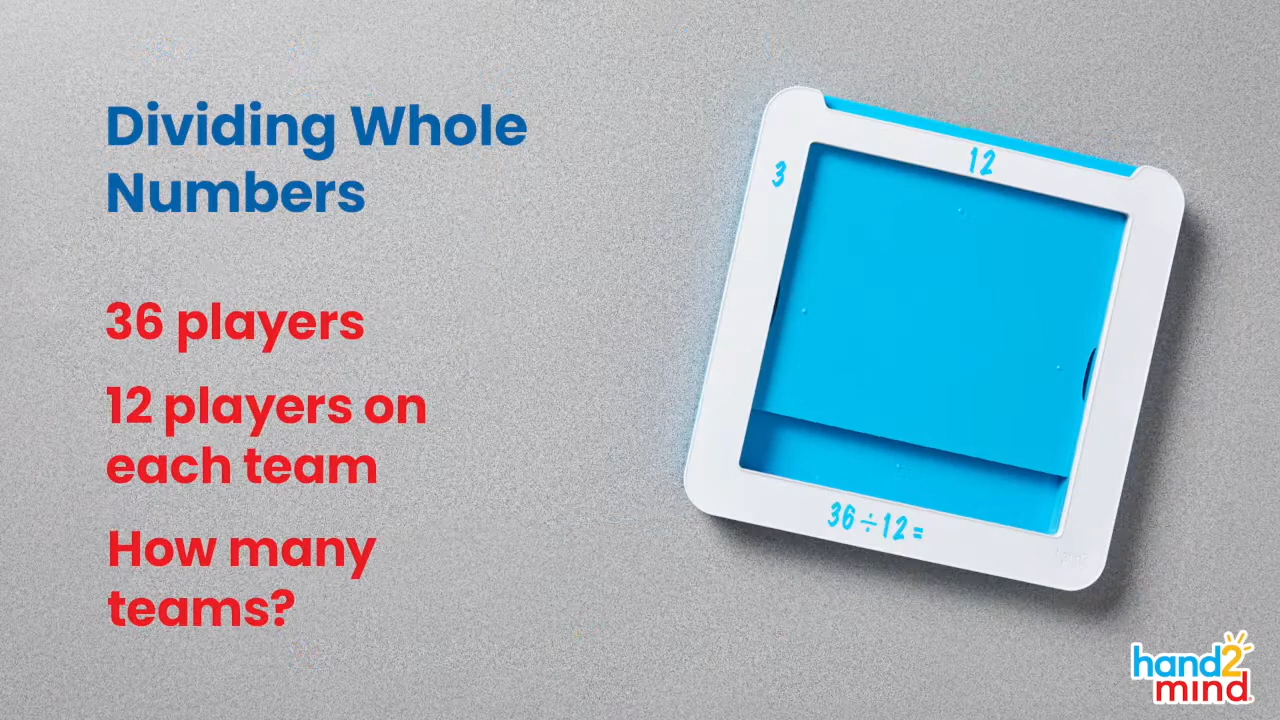 Dividing Whole
Numbers
36 players
12 players on
each team
How many
teams?
3
12
36÷12=
hand2
mind